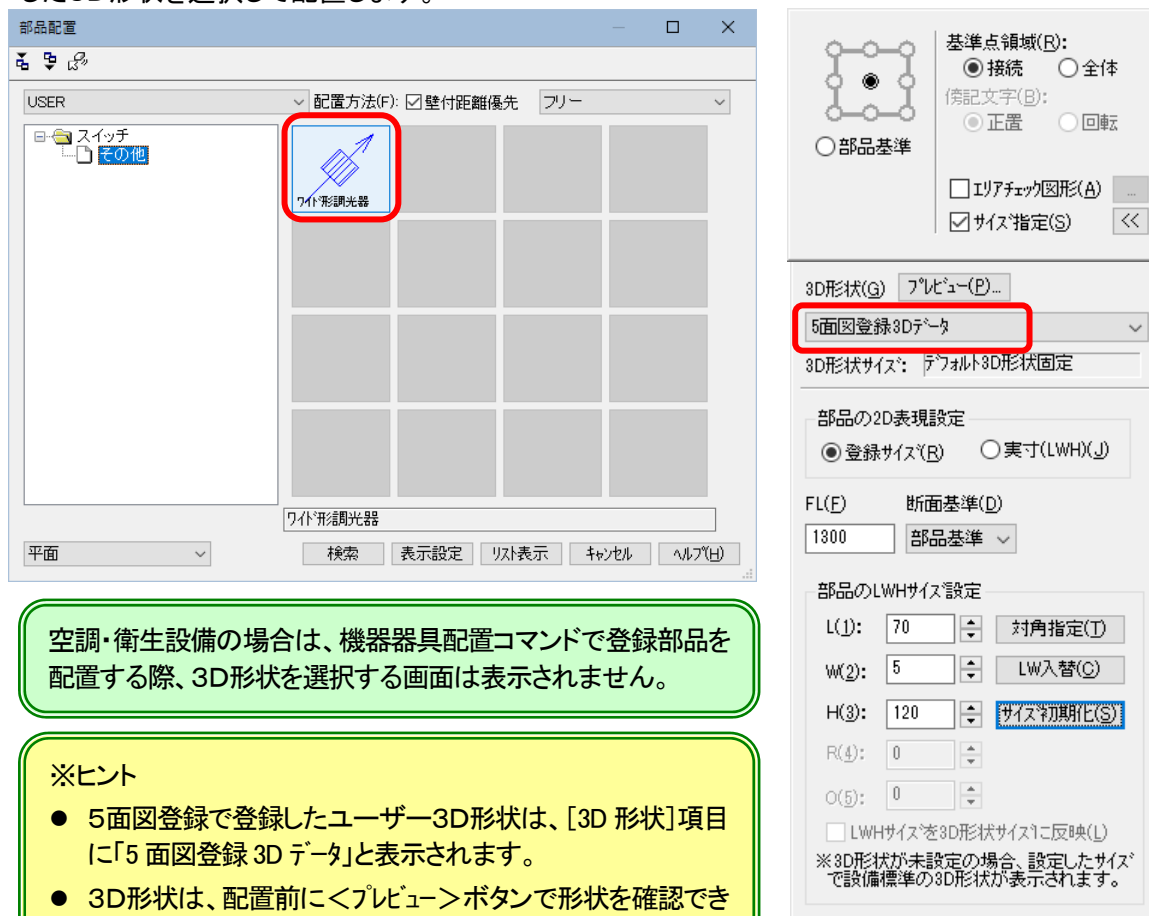 した3D形状を選択して配置します。
部品配置
USER
配置方法(F): 壁付距離優先 フリー
スイッチ
その他
ワイド形調光器
ワイド形調光器
平面
検索 表示設定 リスト表示 キャンセル ヘルプ(H)
空調・衛生設備の場合は、機器器具配置コマンドで登録部品を
配置する際、3D形状を選択する画面は表示されません。
※ヒント
● 5面図登録で登録したユーザー3D形状は、[3D 形状]項目
に「5 面図登録 3D データ」と表示されます。
● 3D形状は、配置前に<プレビュー>ボタンで形状を確認でき
基準点領域(R):
接続 全体
傍記文字(B):
正置 回転
部品基準
エリアチェック図形(A) ...
サイズ指定(S) <<
3D形状(G) プレビュー(P)...
5面図登録3Dデータ
3D形状サイズ: デフォルト3D形状固定
部品の2D表現設定
登録サイズ(R) 実寸(LWH)(J)
FL(F) 断面基準(D)
1300 部品基準
部品のLWHサイズ設定
L(1): 70 対角指定(T)
W(2): 5 LW入替(C)
H(3): 120 サイズ初期化(S)
R(4): 0
O(5): 0
LWHサイズを3D形状サイズに反映(L)
※3D形状が未設定の場合、設定したサイズ
で設備標準の3D形状が表示されます。